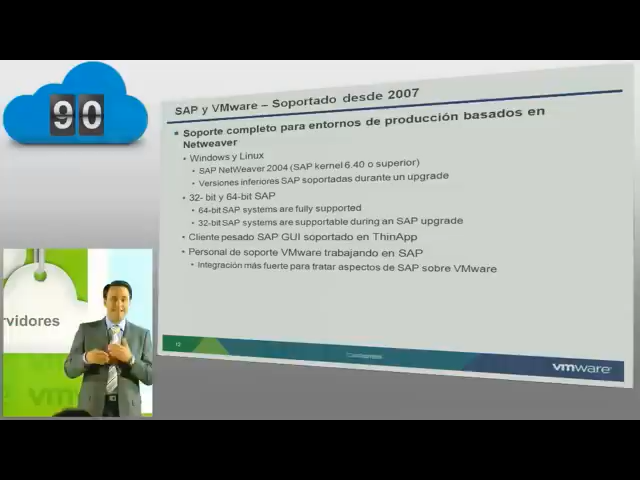 90
SAP y VMware – Soportado desde 2007
Soporte completo para entornos de producción basados en
Netweaver
Windows y Linux
SAP NetWeaver 2004 (SAP kernel 6.40 o superior)
Versiones inferiores SAP soportadas durante un upgrade
32- bit y 64-bit SAP
64-bit SAP systems are fully supported
32-bit SAP systems are supportable during an SAP upgrade
Cliente pesado SAP GUI soportado en ThinApp
Personal de soporte VMware trabajando en SAP
Integración más fuerte para tratar aspectos de SAP sobre VMware
rvidores
vmware
12
Confidential
vmware